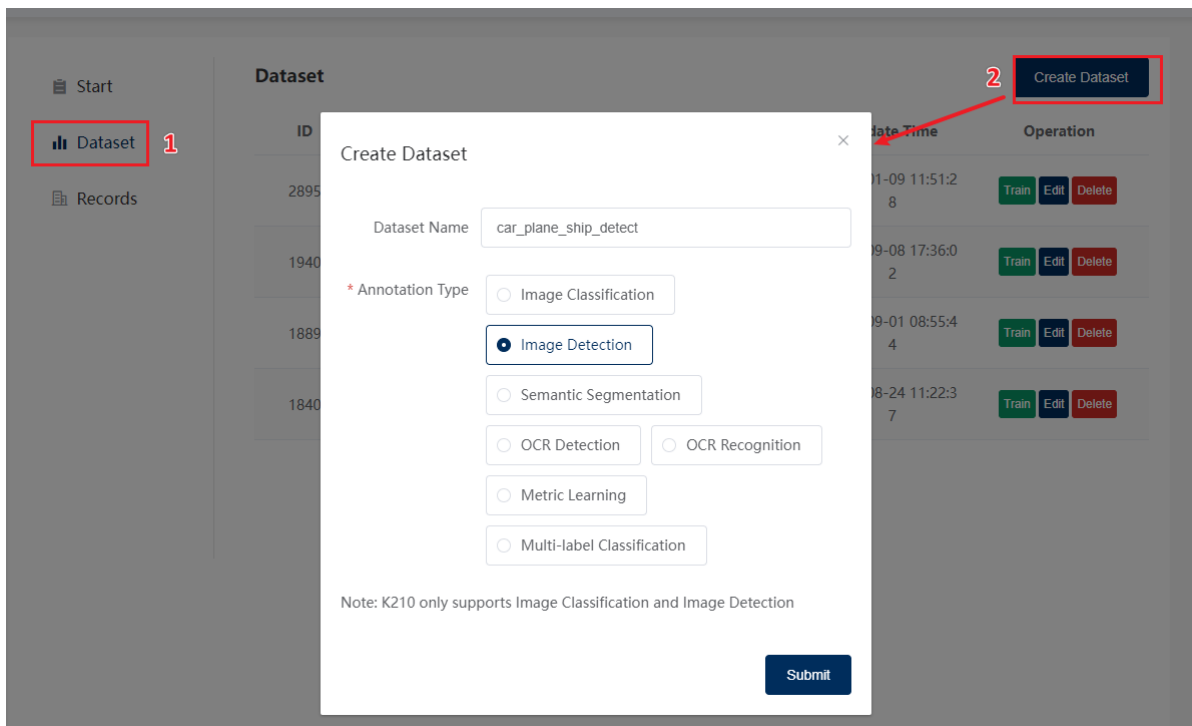 Start
Dataset 1
Records
Dataset
2 Create Dataset
ID date Time Operation
2895 01-09 11:51:2
8 Train Edit Delete
1940 09-08 17:36:0
2 Train Edit Delete
1889 09-01 08:55:4
4 Train Edit Delete
1840 08-24 11:22:3
7 Train Edit Delete
Create Dataset
Dataset Name car_plane_ship_detect
* Annotation Type Image Classification
Image Detection
Semantic Segmentation
OCR Detection OCR Recognition
Metric Learning
Multi-label Classification
Note: K210 only supports Image Classification and Image Detection
Submit